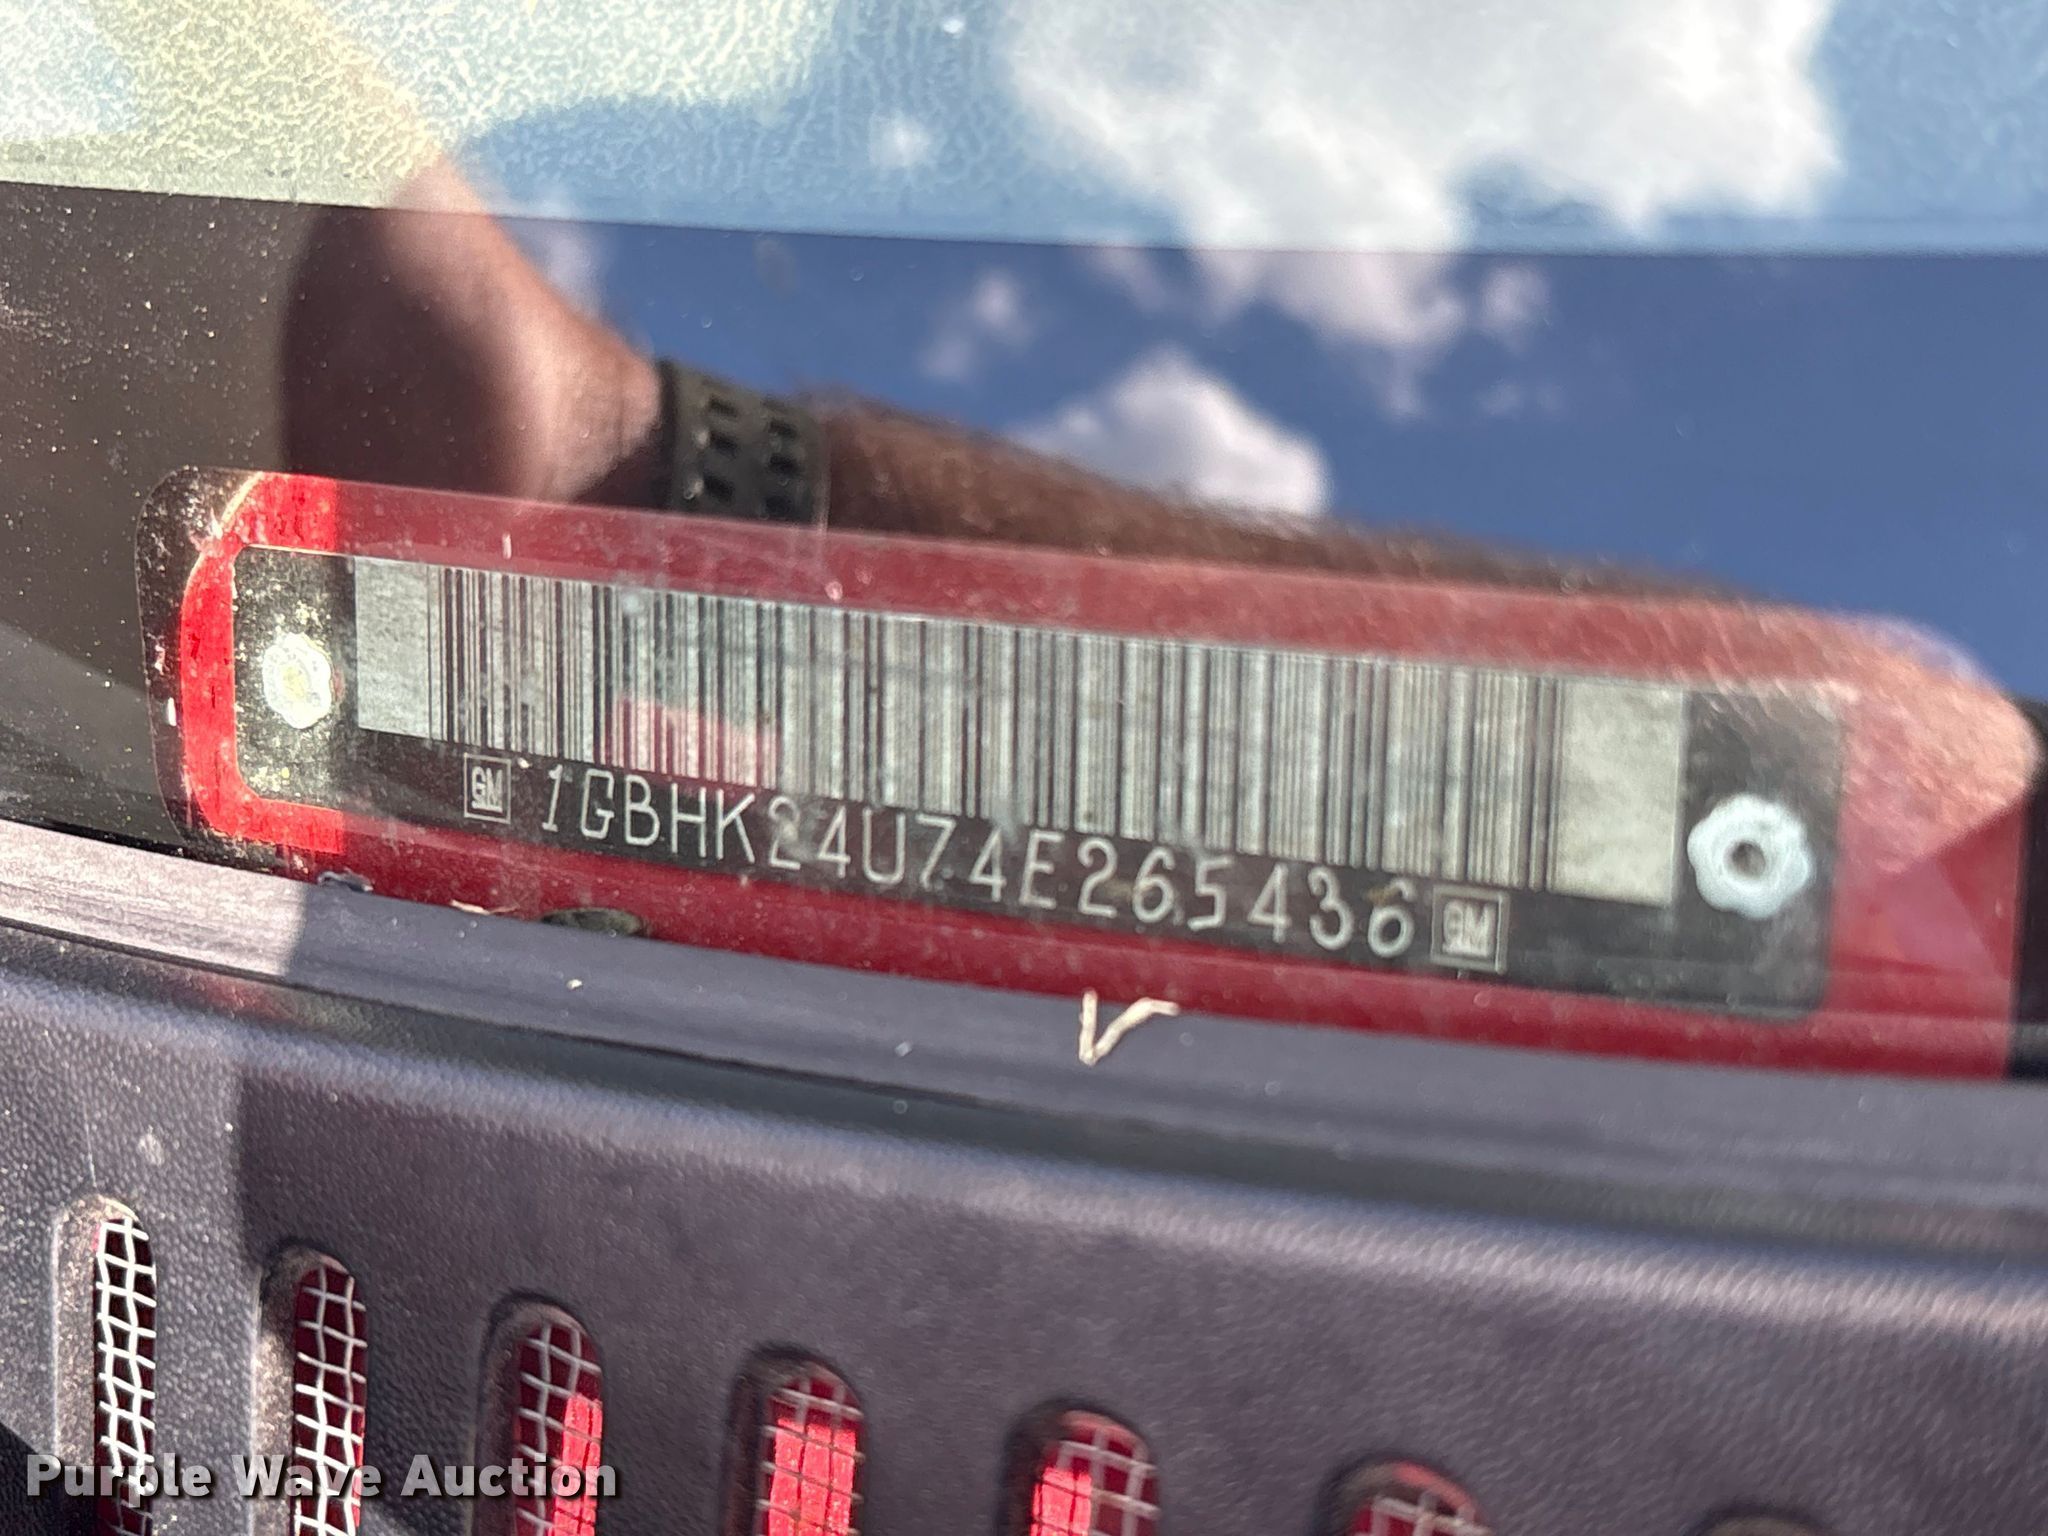 GM 1GBHK24U74E265436 GM
Purple Wave Auction